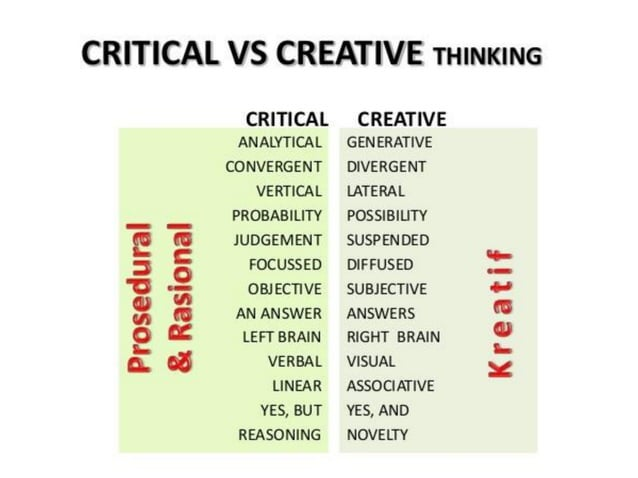 CRITICAL VS CREATIVE THINKING
CRITICAL CREATIVE
ANALYTICAL GENERATIVE
CONVERGENT DIVERGENT
VERTICAL LATERAL
PROBABILITY POSSIBILITY
JUDGEMENT SUSPENDED
FOCUSSED DIFFUSED
OBJECTIVE SUBJECTIVE
AN ANSWER ANSWERS
LEFT BRAIN RIGHT BRAIN
VERBAL VISUAL
LINEAR ASSOCIATIVE
YES, BUT YES, AND
REASONING NOVELTY
Prosedural
& Rasional
Kreatif